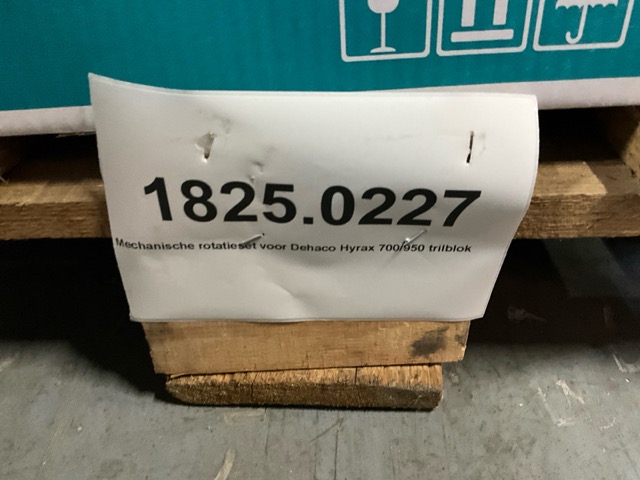 1825.0227
Mechanische rotatieset voor Dehaco Hyrax 700/950 trilblok